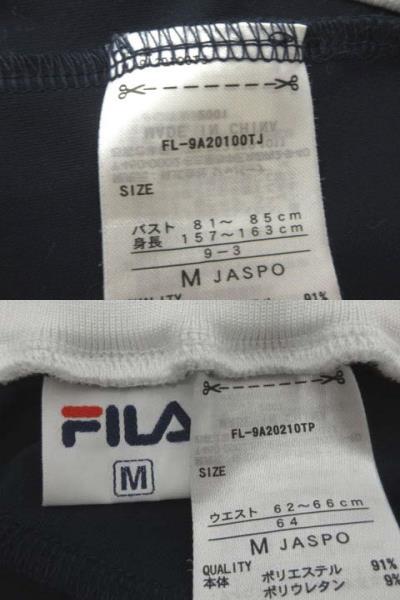 FL-9A20100TJ
SIZE
バスト 81～ 85cm
身長 157～163cm
9-3
M JASPO
QUALITY 91%
FILA
M
FL-9A20210TP
SIZE
ウエスト 62～66cm
64
M JASPO
QUALITY 91%
本体 ポリエステル 9%
ポリウレタン